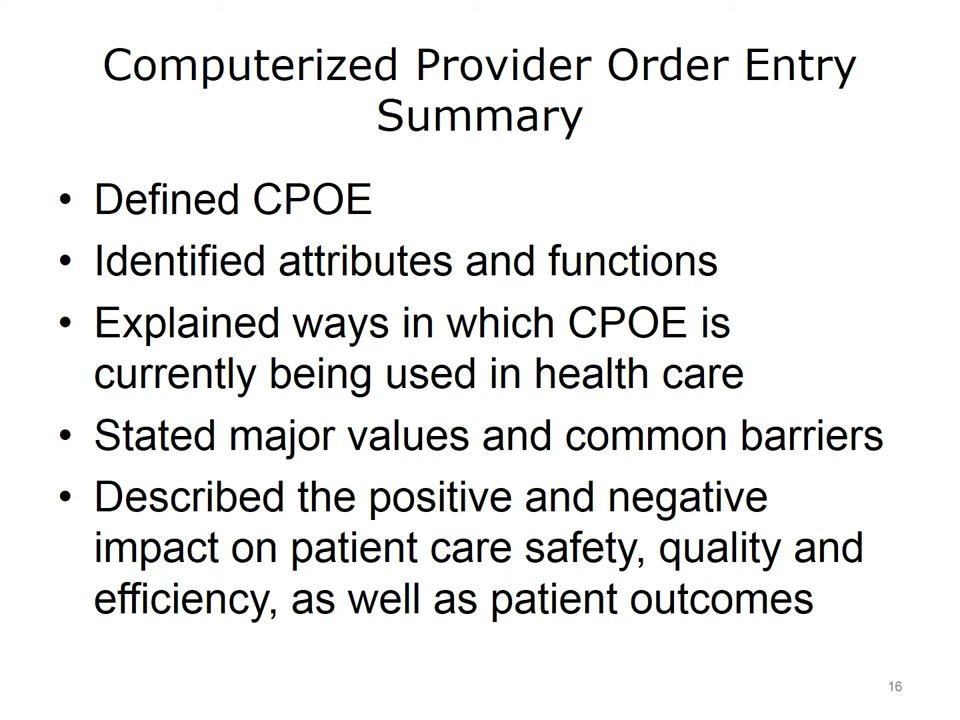 Computerized Provider Order Entry
Summary
• Defined CPOE
• Identified attributes and functions
• Explained ways in which CPOE is
currently being used in health care
• Stated major values and common barriers
• Described the positive and negative
impact on patient care safety, quality and
efficiency, as well as patient outcomes
16